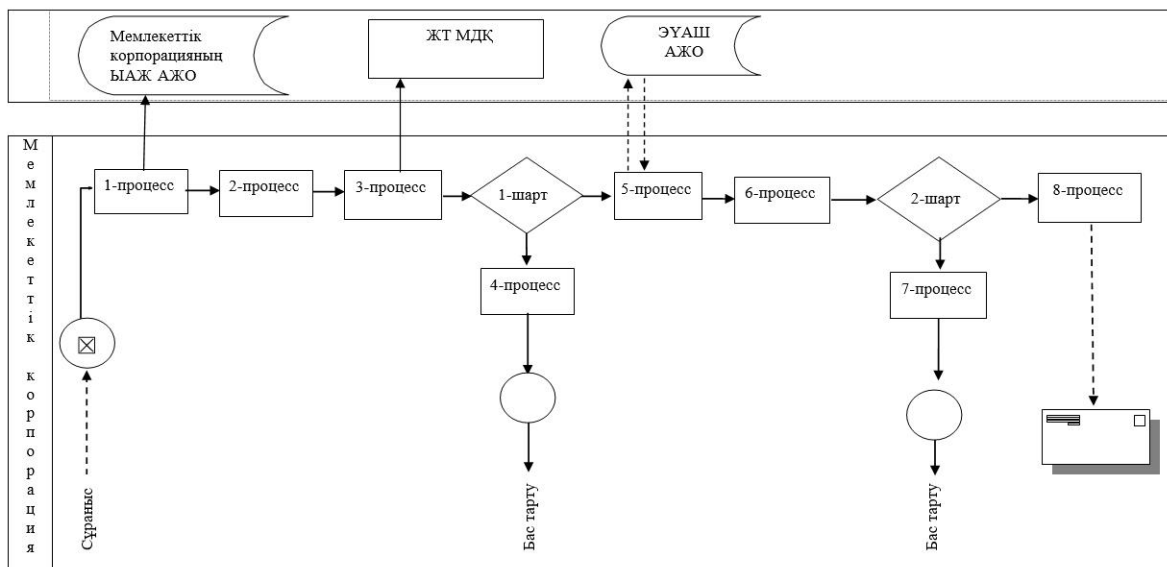 Мемлекеттік
корпорацияның
ЫАЖ АЖО
ЖТ МДҚ
ЭҮАШ
АЖО
Мемлекеттік корпорация
1-процесс
2-процесс
3-процесс
1-шарт
5-процесс
6-процесс
2-шарт
8-процесс
4-процесс
7-процесс
Сұраныс
Бас тарту
Бас тарту